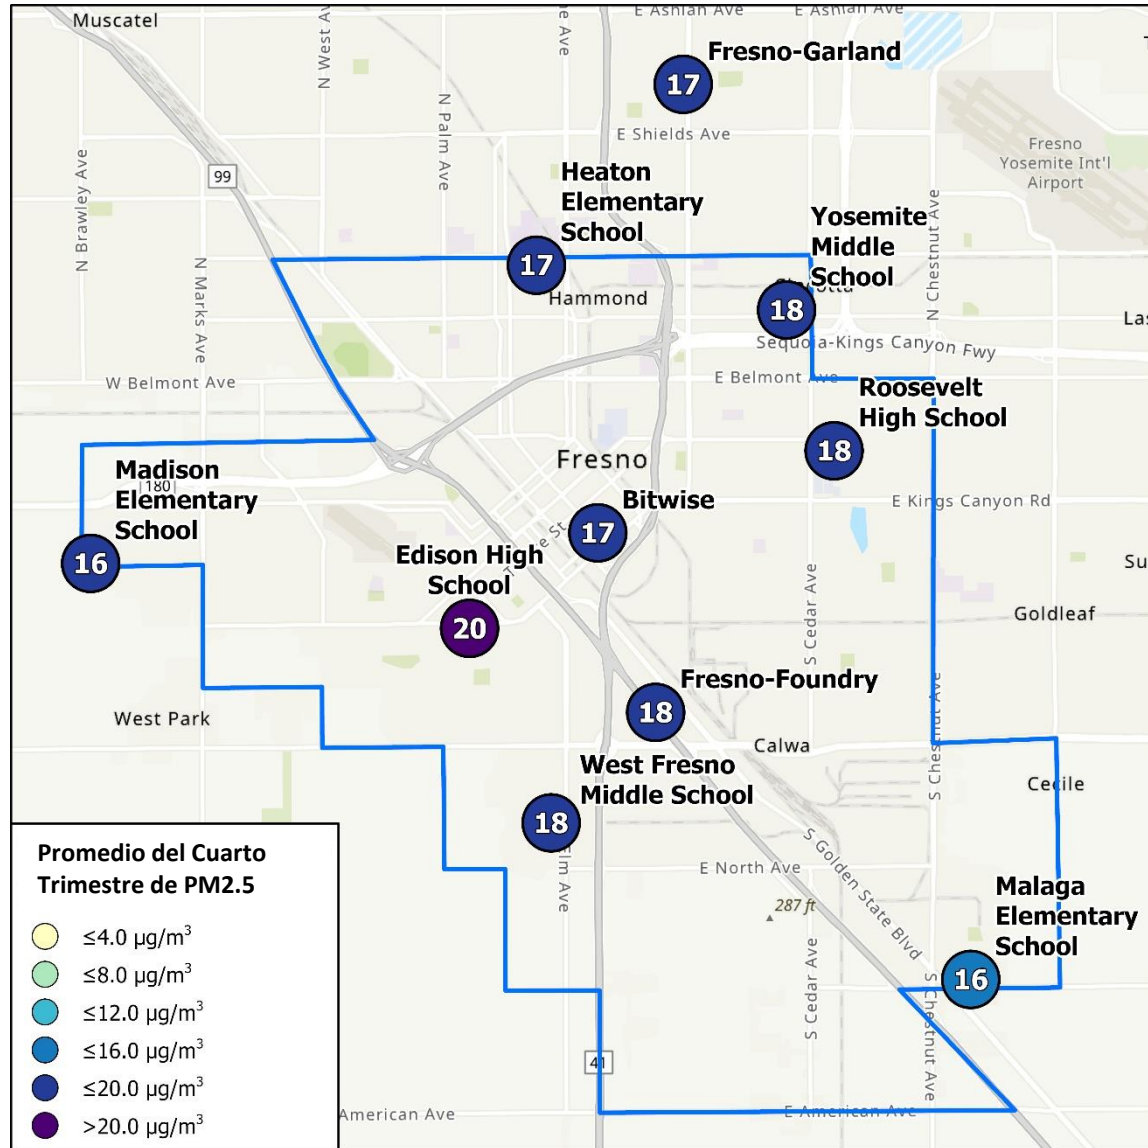 Muscatel
E Ashlan Ave
E Ashlan Ave
N West Av
Fresno-Garland
17
N Palm Ave
E Shields Ave
Fresno
Yosemite Int'l
Airport
N Brawley Ave
99
Heaton
Elementary
School
17
Hammond
Yosemite
Middle
School
18
N Chestnut Ave
N Marks Ave
Sequoia-Kings Canyon Fwy
W Belmont Ave
E Belmont Ave
Roosevelt
High School
18
Fresno
Madison
Elementary
School
180
16
E Kings Canyon Rd
Bitwise
17
Edison High
School
20
S Cedar Ave
Goldleaf
Fresno-Foundry
18
West Park
Calwa
S Chestnut Ave
West Fresno
Middle School
18
Cecile
Elm Ave
E North Ave
S Golden State Blvd
287 ft
Malaga
Elementary
School
16
S Cedar Ave
S Chestnut Ave
41
American Ave
E American Ave
Promedio del Cuarto
Trimestre de PM2.5
≤4.0 µg/m³
≤8.0 µg/m³
≤12.0 µg/m³
≤16.0 µg/m³
≤20.0 µg/m³
>20.0 µg/m³